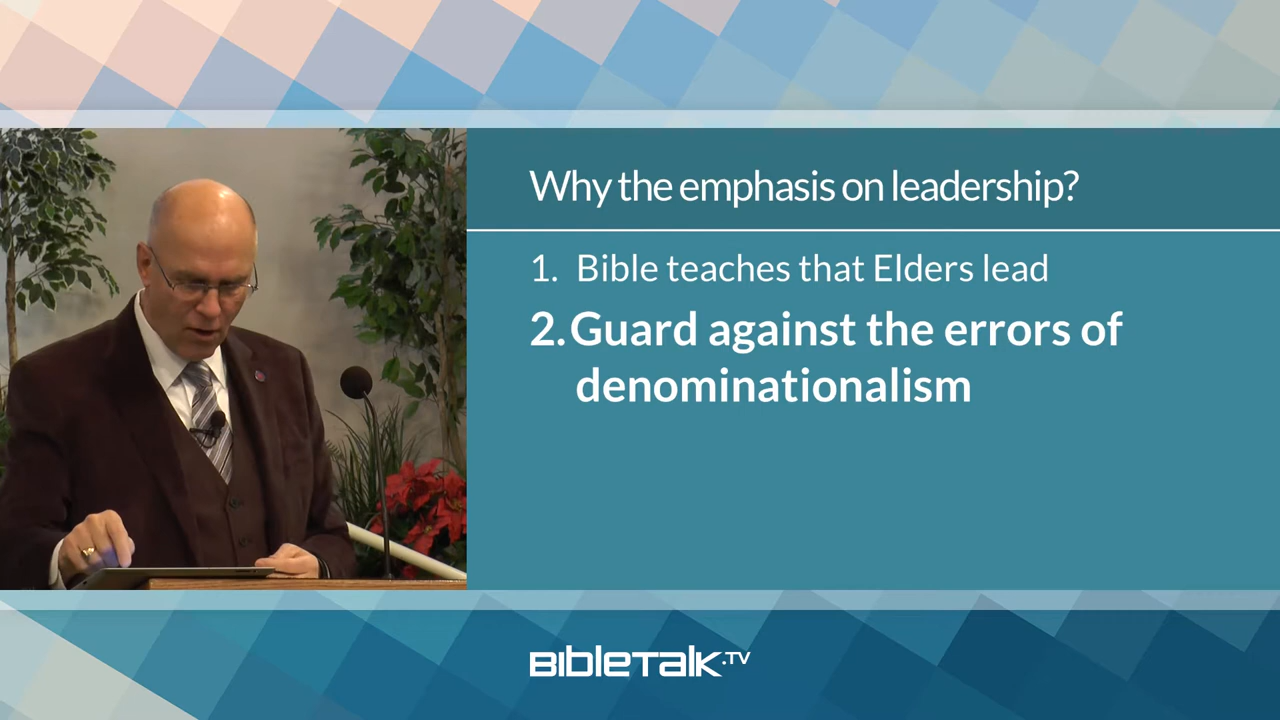 Why the emphasis on leadership?
1. Bible teaches that Elders lead
2. Guard against the errors of
denominationalism
BibleTalk.TV